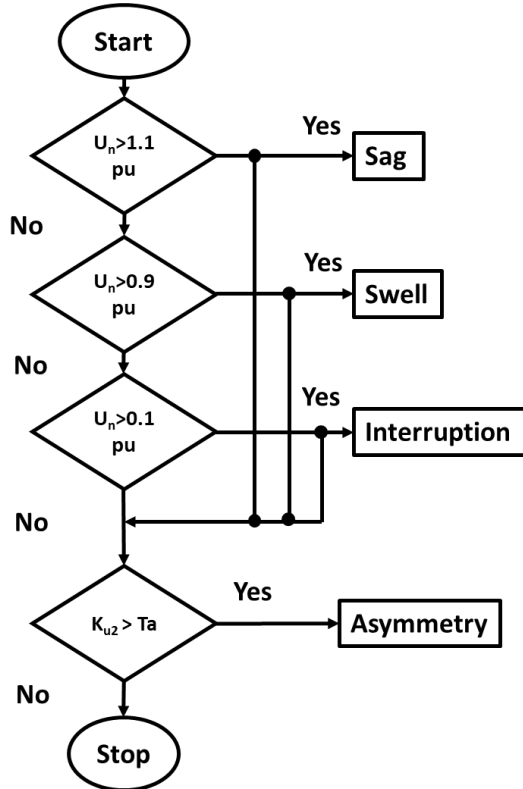 Start
Uₙ>1.1
pu
Yes
Sag
No
Uₙ>0.9
pu
Yes
Swell
No
Uₙ>0.1
pu
Yes
Interruption
No
Kᵤ₂ > Ta
Yes
Asymmetry
No
Stop